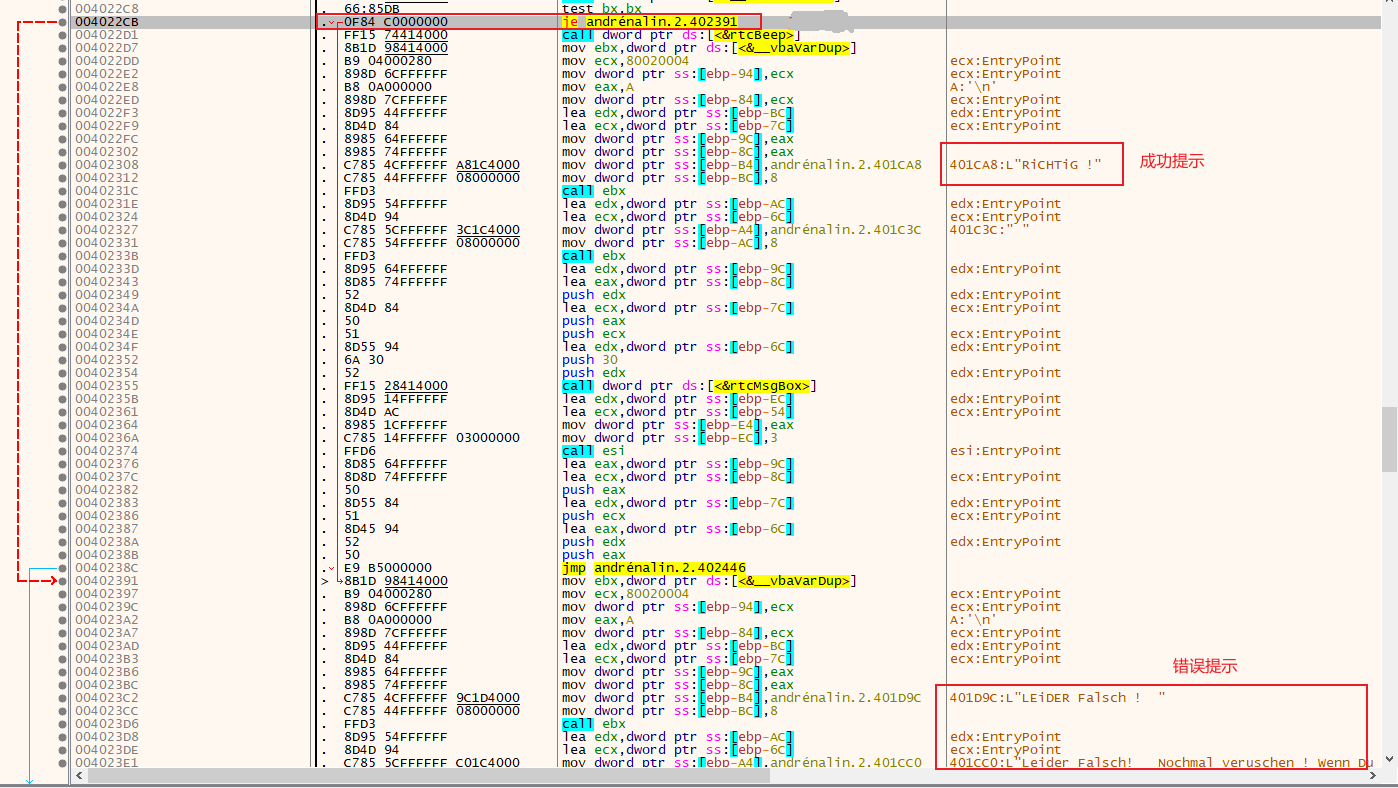 004022C8 . 66:85DB test bx,bx
004022CB . 0F84 C0000000 je andrénalin.2.402391
004022D1 . FF15 74414000 call dword ptr ds:[<&rtcBeep>]
004022D7 . 8B1D 98414000 mov ebx,dword ptr ds:[<&__vbaVarDup>]
004022DD . B9 04000280 mov ecx,80020004 ecx:EntryPoint
004022E2 . 898D 6CFFFFFF mov dword ptr ss:[ebp-94],ecx ecx:EntryPoint
004022E8 . B8 0A000000 mov eax,A A:'\n'
004022ED . 898D 7CFFFFFF mov dword ptr ss:[ebp-84],ecx ecx:EntryPoint
004022F3 . 8D95 44FFFFFF lea edx,dword ptr ss:[ebp-BC] edx:EntryPoint
004022F9 . 8D4D 84 lea ecx,dword ptr ss:[ebp-7C] ecx:EntryPoint
004022FC . 8985 64FFFFFF mov dword ptr ss:[ebp-9C],eax
00402302 . 8985 74FFFFFF mov dword ptr ss:[ebp-8C],eax
00402308 . C785 4CFFFFFF A81C4000 mov dword ptr ss:[ebp-B4],andrénalin.2.401CA8 401CA8:L"RiCHTiG !" 成功提示
00402312 . C785 44FFFFFF 08000000 mov dword ptr ss:[ebp-BC],8
0040231C . FFD3 call ebx
0040231E . 8D95 54FFFFFF lea edx,dword ptr ss:[ebp-AC] edx:EntryPoint
00402324 . 8D4D 94 lea ecx,dword ptr ss:[ebp-6C] ecx:EntryPoint
00402327 . C785 5CFFFFFF 3C1C4000 mov dword ptr ss:[ebp-A4],andrénalin.2.401C3C 401C3C:" "
00402331 . C785 54FFFFFF 08000000 mov dword ptr ss:[ebp-AC],8
0040233B . FFD3 call ebx
0040233D . 8D95 64FFFFFF lea edx,dword ptr ss:[ebp-9C] edx:EntryPoint
00402343 . 8D85 74FFFFFF lea eax,dword ptr ss:[ebp-8C]
00402349 . 52 push edx edx:EntryPoint
0040234A . 8D4D 84 lea ecx,dword ptr ss:[ebp-7C] ecx:EntryPoint
0040234D . 50 push eax
0040234E . 51 push ecx ecx:EntryPoint
0040234F . 8D55 94 lea edx,dword ptr ss:[ebp-6C] edx:EntryPoint
00402352 . 6A 30 push 30
00402354 . 52 push edx edx:EntryPoint
00402355 . FF15 28414000 call dword ptr ds:[<&rtcMsgBox>]
0040235B . 8D95 14FFFFFF lea edx,dword ptr ss:[ebp-EC] edx:EntryPoint
00402361 . 8D4D AC lea ecx,dword ptr ss:[ebp-54] ecx:EntryPoint
00402364 . 8985 1CFFFFFF mov dword ptr ss:[ebp-E4],eax
0040236A . C785 14FFFFFF 03000000 mov dword ptr ss:[ebp-EC],3
00402374 . FFD6 call esi esi:EntryPoint
00402376 . 8D85 64FFFFFF lea eax,dword ptr ss:[ebp-9C]
0040237C . 8D8D 74FFFFFF lea ecx,dword ptr ss:[ebp-8C] ecx:EntryPoint
00402382 . 50 push eax
00402383 . 8D55 84 lea edx,dword ptr ss:[ebp-7C] edx:EntryPoint
00402386 . 51 push ecx ecx:EntryPoint
00402387 . 8D45 94 lea eax,dword ptr ss:[ebp-6C]
0040238A . 52 push edx edx:EntryPoint
0040238B . 50 push eax
0040238C . E9 B5000000 jmp andrénalin.2.402446
00402391 > 8B1D 98414000 mov ebx,dword ptr ds:[<&__vbaVarDup>]
00402397 . B9 04000280 mov ecx,80020004 ecx:EntryPoint
0040239C . 898D 6CFFFFFF mov dword ptr ss:[ebp-94],ecx ecx:EntryPoint
004023A2 . B8 0A000000 mov eax,A A:'\n'
004023A7 . 898D 7CFFFFFF mov dword ptr ss:[ebp-84],ecx ecx:EntryPoint
004023AD . 8D95 44FFFFFF lea edx,dword ptr ss:[ebp-BC] edx:EntryPoint
004023B3 . 8D4D 84 lea ecx,dword ptr ss:[ebp-7C] ecx:EntryPoint
004023B6 . 8985 64FFFFFF mov dword ptr ss:[ebp-9C],eax 错误提示
004023BC . 8985 74FFFFFF mov dword ptr ss:[ebp-8C],eax
004023C2 . C785 4CFFFFFF 9C1D4000 mov dword ptr ss:[ebp-B4],andrénalin.2.401D9C 401D9C:L"LEiDER Falsch !  "
004023CC . C785 44FFFFFF 08000000 mov dword ptr ss:[ebp-BC],8
004023D6 . FFD3 call ebx
004023D8 . 8D95 54FFFFFF lea edx,dword ptr ss:[ebp-AC] edx:EntryPoint
004023DE . 8D4D 94 lea ecx,dword ptr ss:[ebp-6C] ecx:EntryPoint
004023E1 . C785 5CFFFFFF C01C4000 mov dword ptr ss:[ebp-A4],andrénalin.2.401CC0 401CC0:L"Leider Falsch!   Nochmal veruschen ! Wenn Du